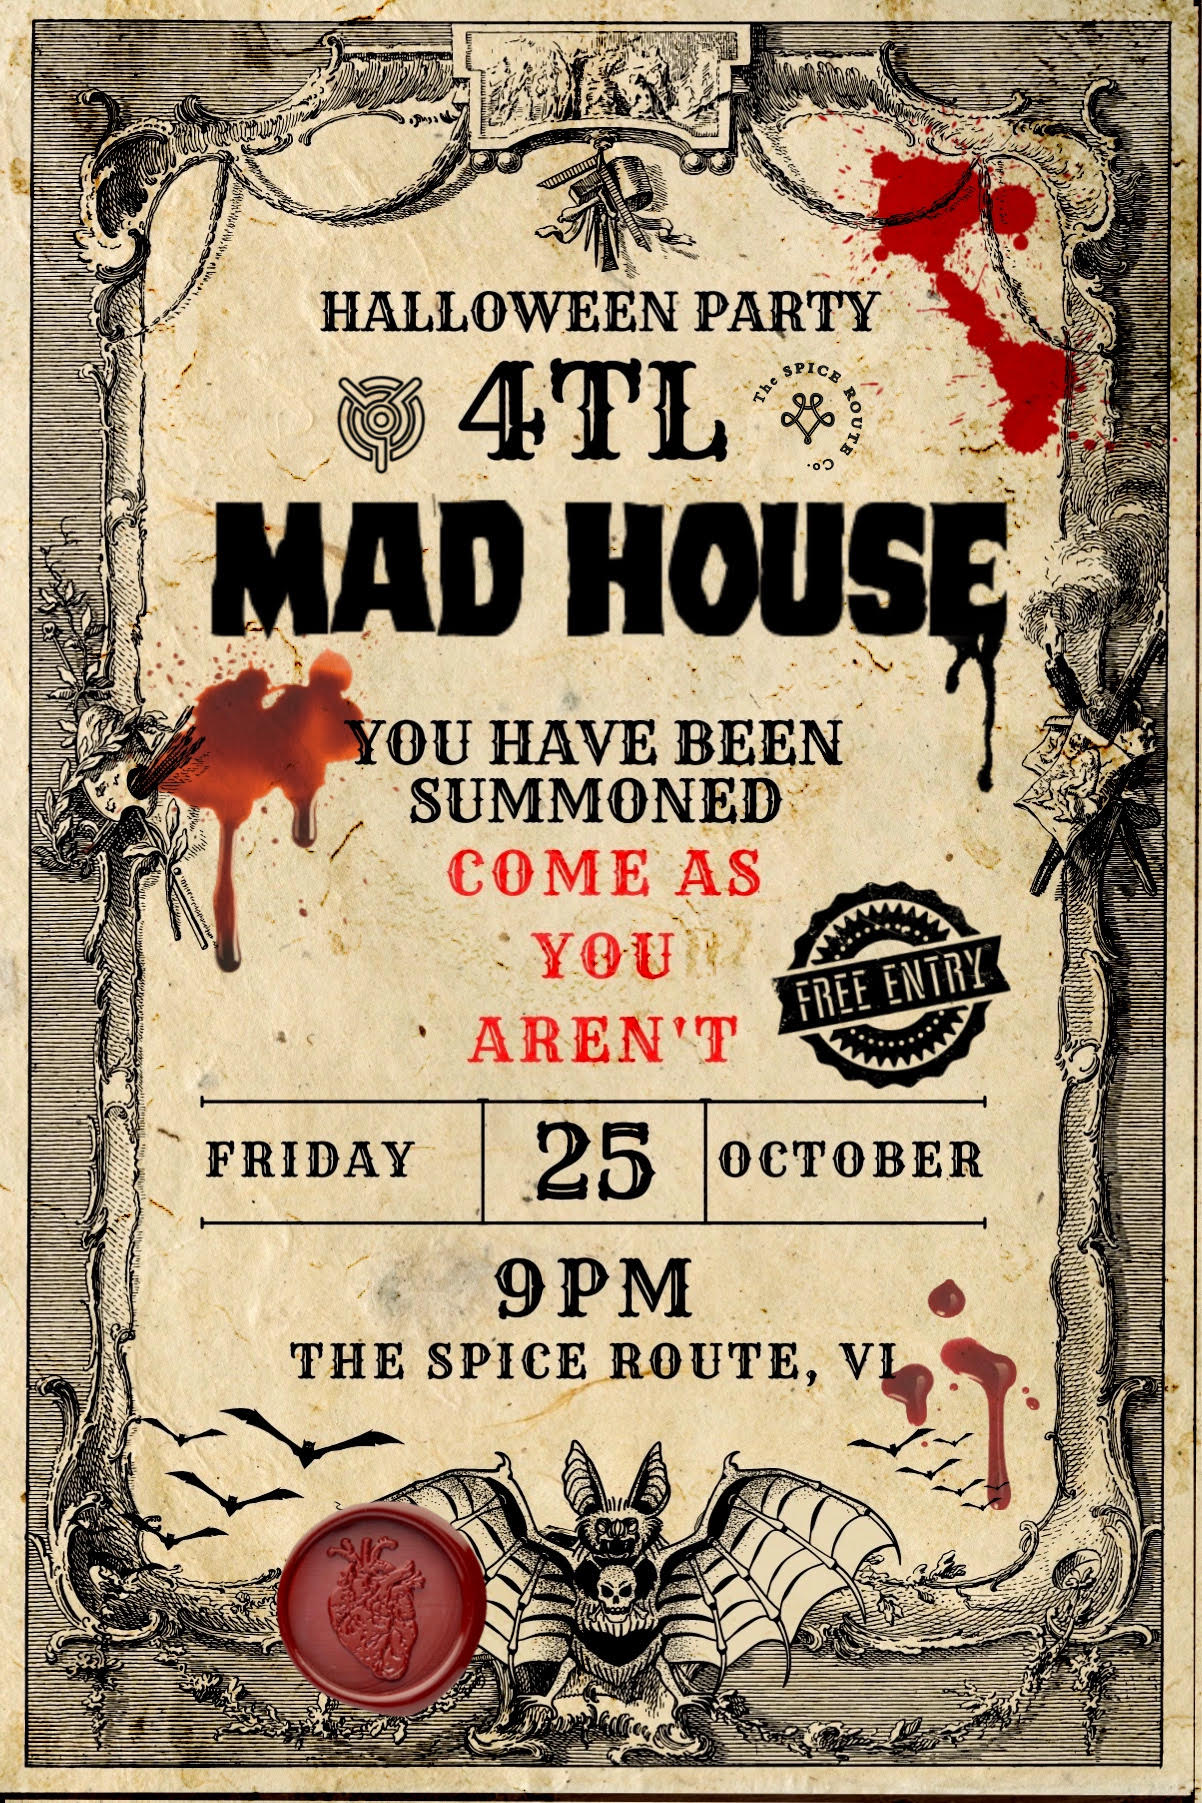 HALLOWEEN PARTY
4TL
The SPICE ROUTE Co.
MAD HOUSE
YOU HAVE BEEN
SUMMONED
COME AS
YOU
AREN'T
FREE ENTRY
FRIDAY 25 OCTOBER
9PM
THE SPICE ROUTE, VI